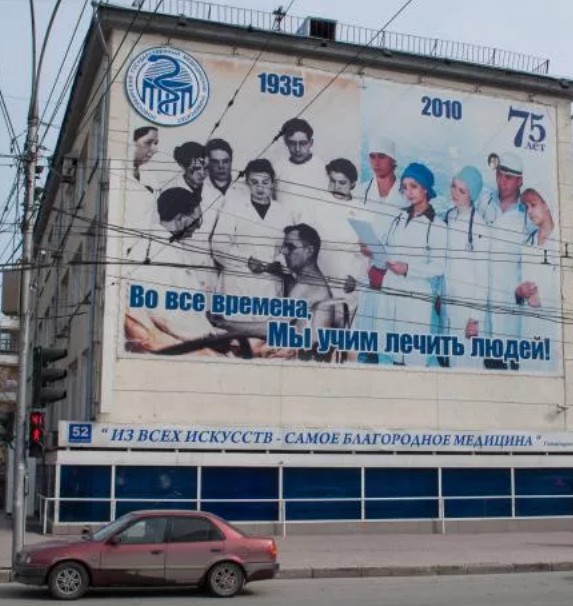 1935
2010
75
лет
Во все времена,
Мы учим лечить людей!
52
"ИЗ ВСЕХ ИСКУССТВ - САМОЕ БЛАГОРОДНОЕ МЕДИЦИНА"